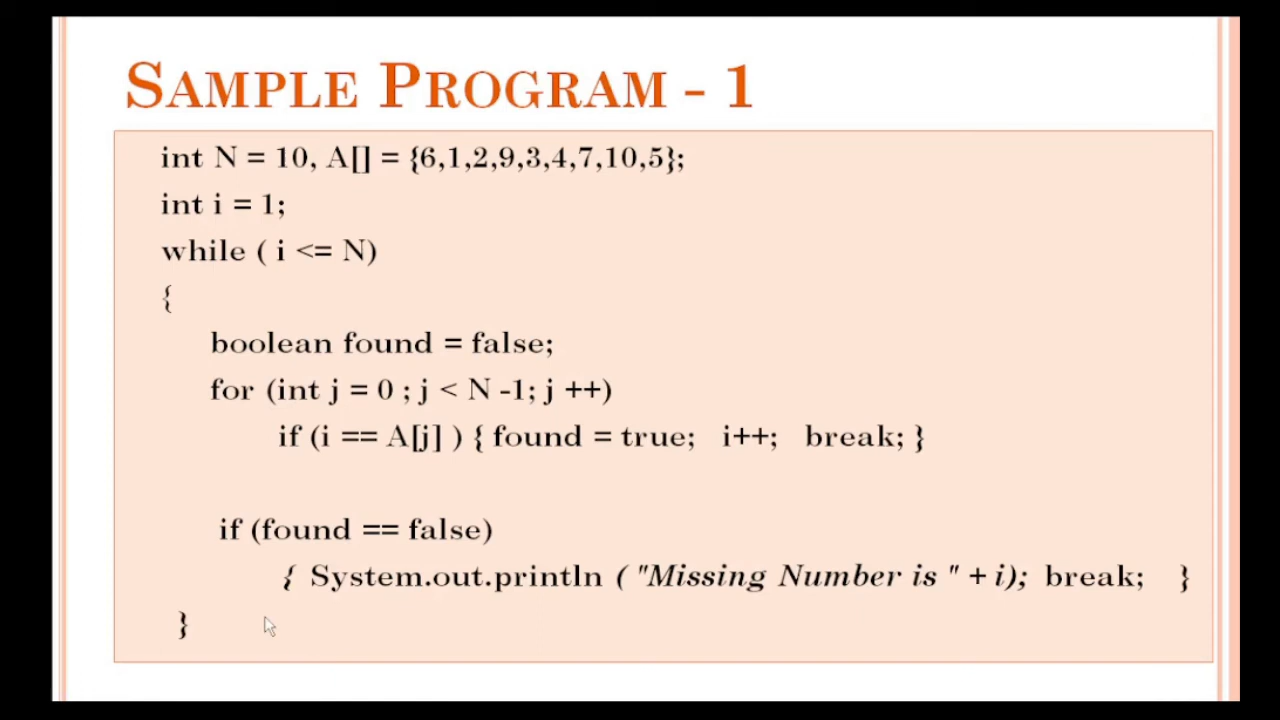 SAMPLE PROGRAM - 1
int N = 10, A[] = {6,1,2,9,3,4,7,10,5};
int i = 1;
while ( i <= N)
{
boolean found = false;
for (int j = 0 ; j < N -1; j ++)
if (i == A[j] ) { found = true; i++; break; }
if (found == false)
{ System.out.println ( "Missing Number is " + i); break; }
}